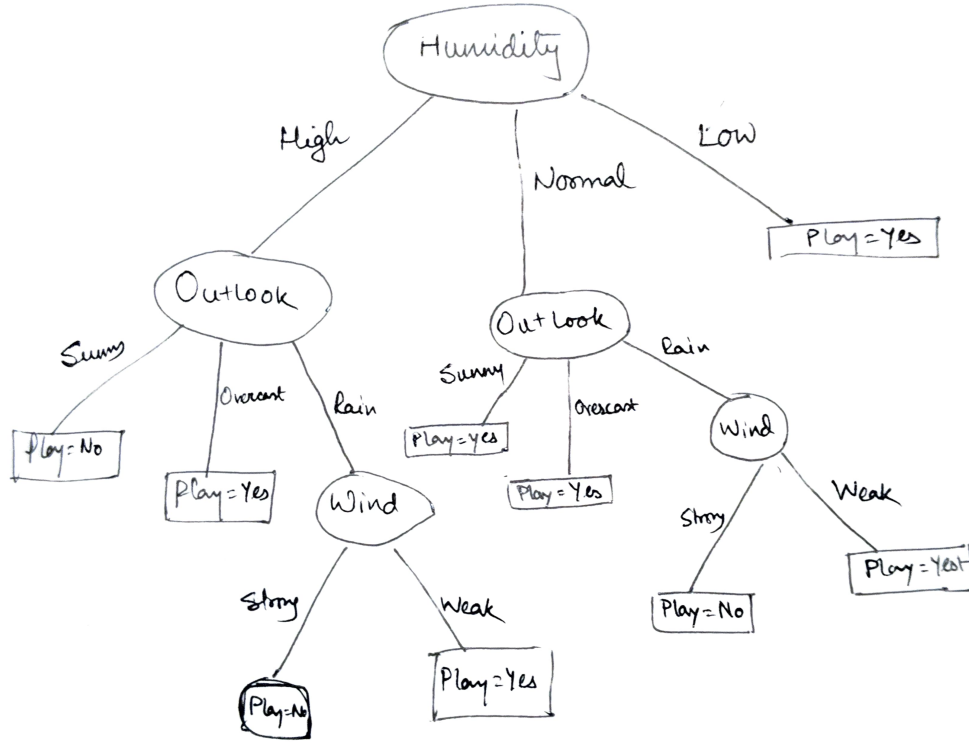 Humidity
High
Normal
Low
Play = Yes
Outlook
Outlook
Sunny
Overcast
Rain
Sunny
Overcast
Rain
Play = No
Play = Yes
Wind
Play = Yes
Play = Yes
Wind
Strong
Weak
Strong
Weak
Play = No
Play = Yes
Play = No
Play = Yes